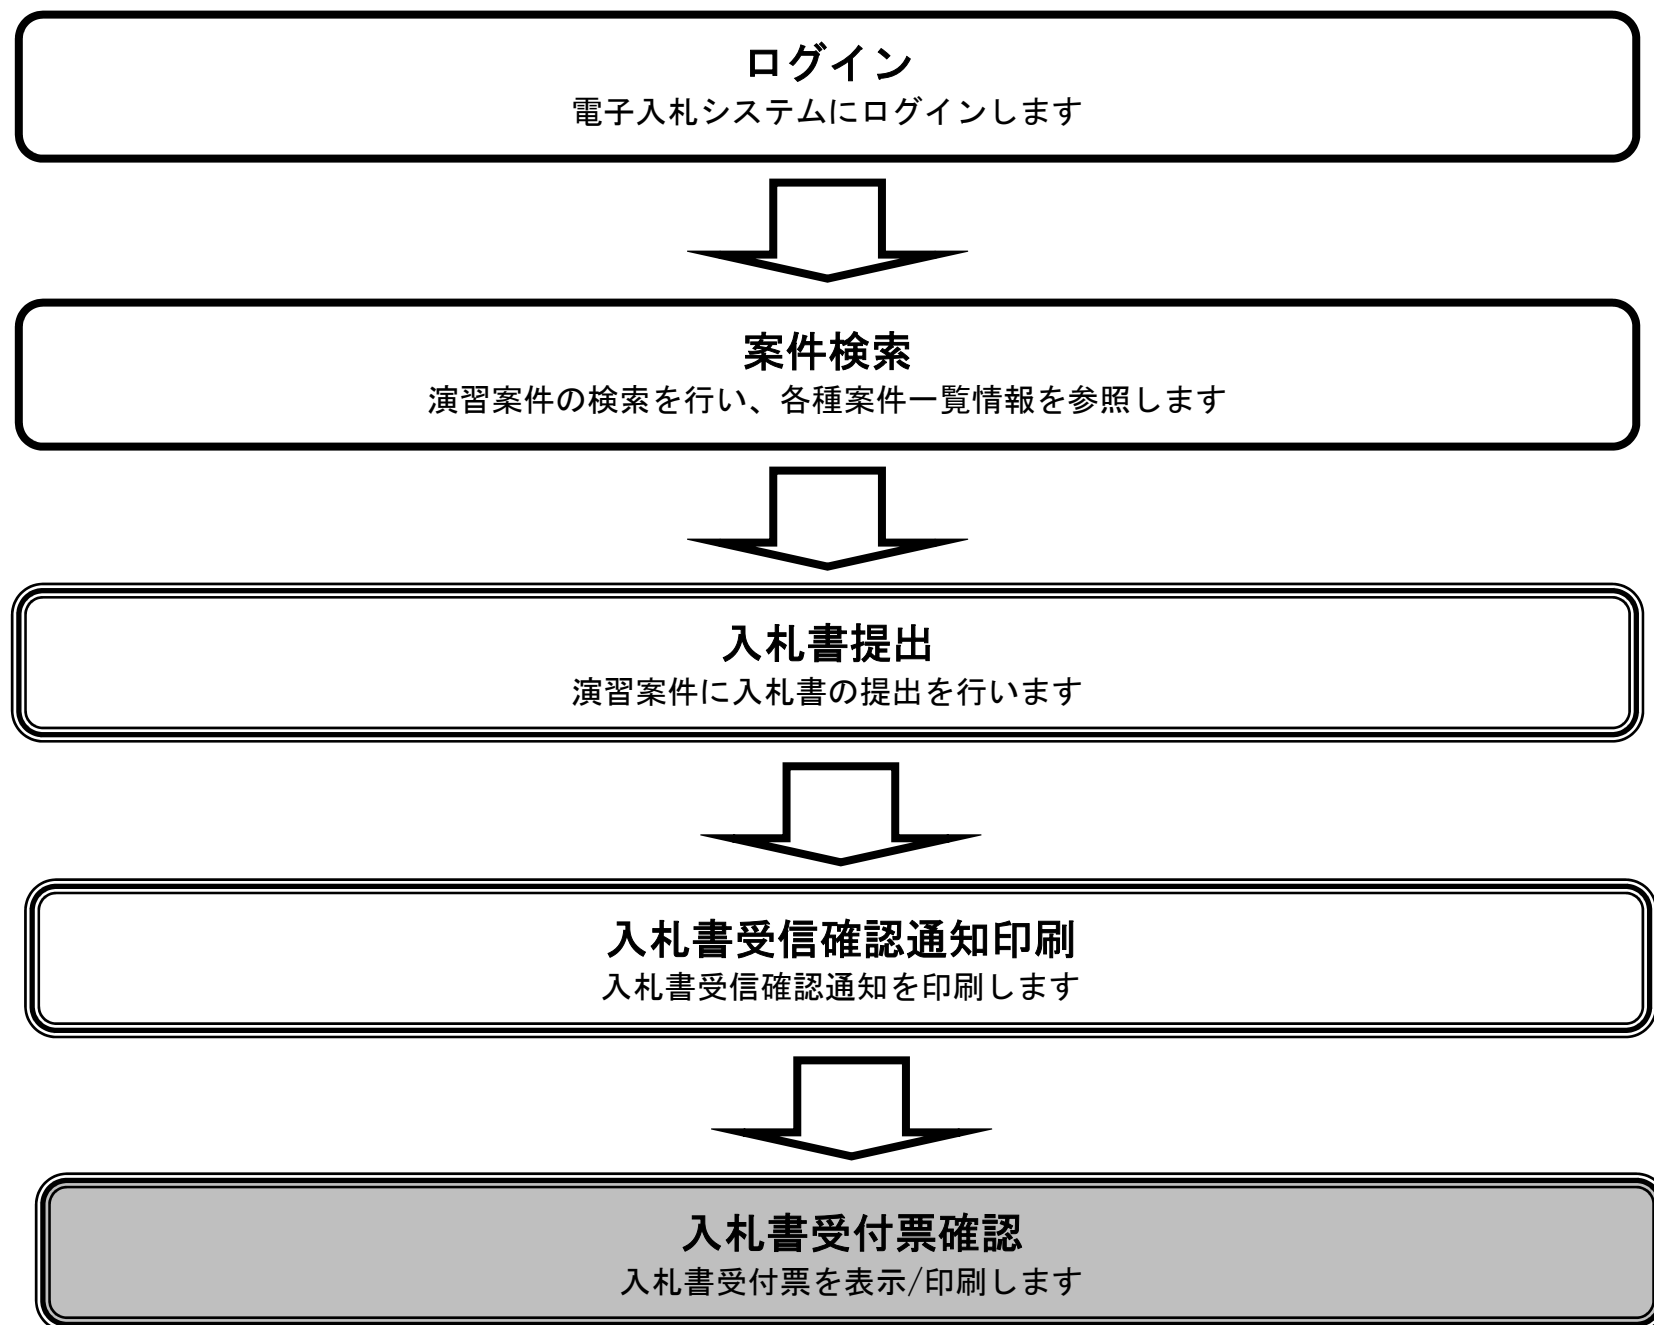 ログイン
電子入札システムにログインします
案件検索
演習案件の検索を行い、各種案件一覧情報を参照します
入札書提出
演習案件に入札書の提出を行います
入札書受信確認通知印刷
入札書受信確認通知を印刷します
入札書受付票確認
入札書受付票を表示/印刷します